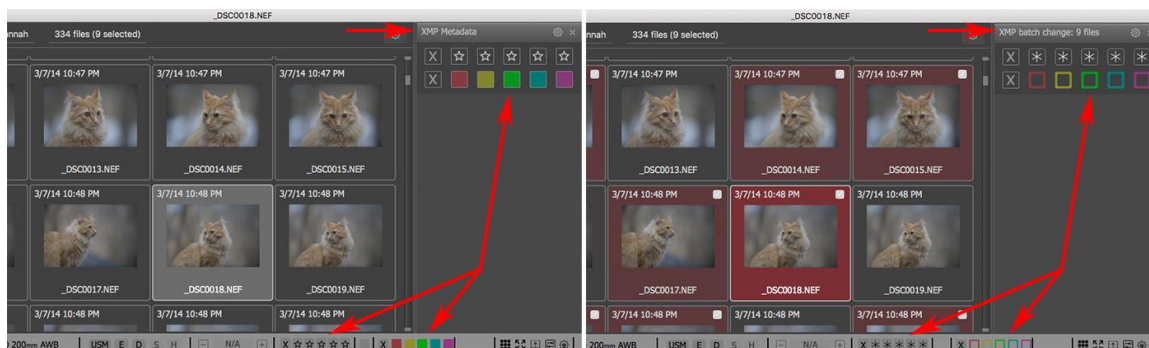 _DSC0018.NEF
nnah
334 files (9 selected)
XMP Metadata
X
X
3/7/14 10:47 PM
3/7/14 10:47 PM
3/7/14 10:47 PM
_DSC0013.NEF
_DSC0014.NEF
_DSC0015.NEF
3/7/14 10:48 PM
3/7/14 10:48 PM
3/7/14 10:48 PM
_DSC0017.NEF
_DSC0018.NEF
_DSC0019.NEF
3/7/14 10:48 PM
3/7/14 10:48 PM
3/7/14 10:48 PM
200mm AWB
USM E D S H
N/A
X
X
_DSC0018.NEF
nnah
334 files (9 selected)
XMP batch change: 9 files
X
X
3/7/14 10:47 PM
3/7/14 10:47 PM
3/7/14 10:47 PM
_DSC0013.NEF
_DSC0014.NEF
_DSC0015.NEF
3/7/14 10:48 PM
3/7/14 10:48 PM
3/7/14 10:48 PM
_DSC0017.NEF
_DSC0018.NEF
_DSC0019.NEF
3/7/14 10:48 PM
3/7/14 10:48 PM
3/7/14 10:48 PM
200mm AWB
USM E D S H
N/A
X
X